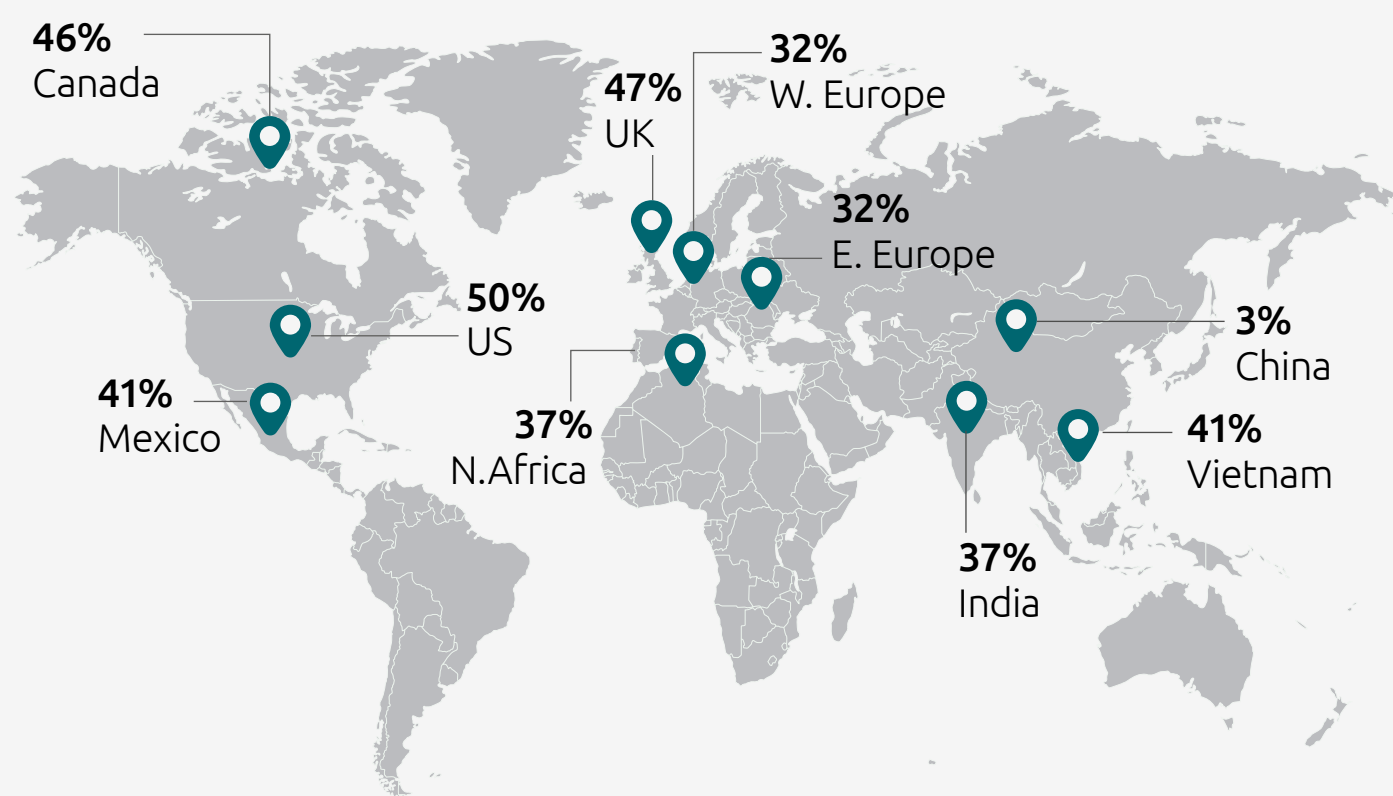 46%
Canada
47%
UK
32%
W. Europe
32%
E. Europe
50%
US
3%
China
41%
Mexico
37%
N.Africa
41%
Vietnam
37%
India